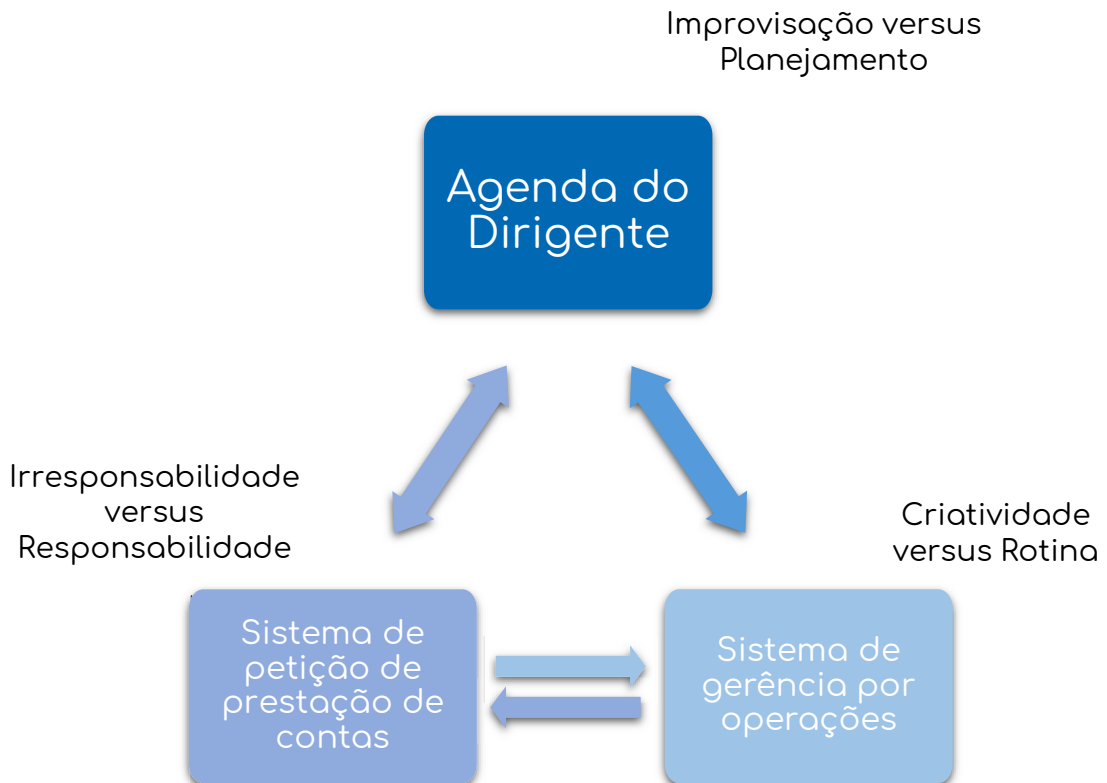 Improvisação versus
Planejamento
Agenda do
Dirigente
Irresponsabilidade
versus
Responsabilidade
Criatividade
versus Rotina
Sistema de
petição de
prestação de
contas
Sistema de
gerência por
operações